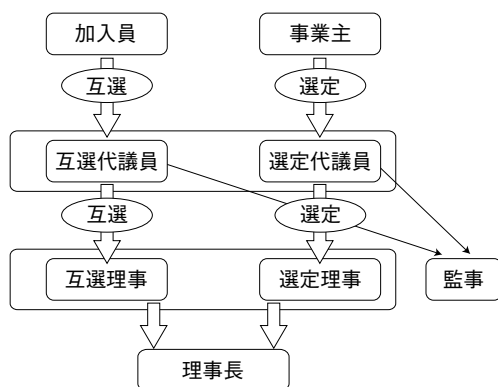 加入員
事業主
互選
選定
互選代議員
選定代議員
互選
選定
互選理事
選定理事
監事
理事長